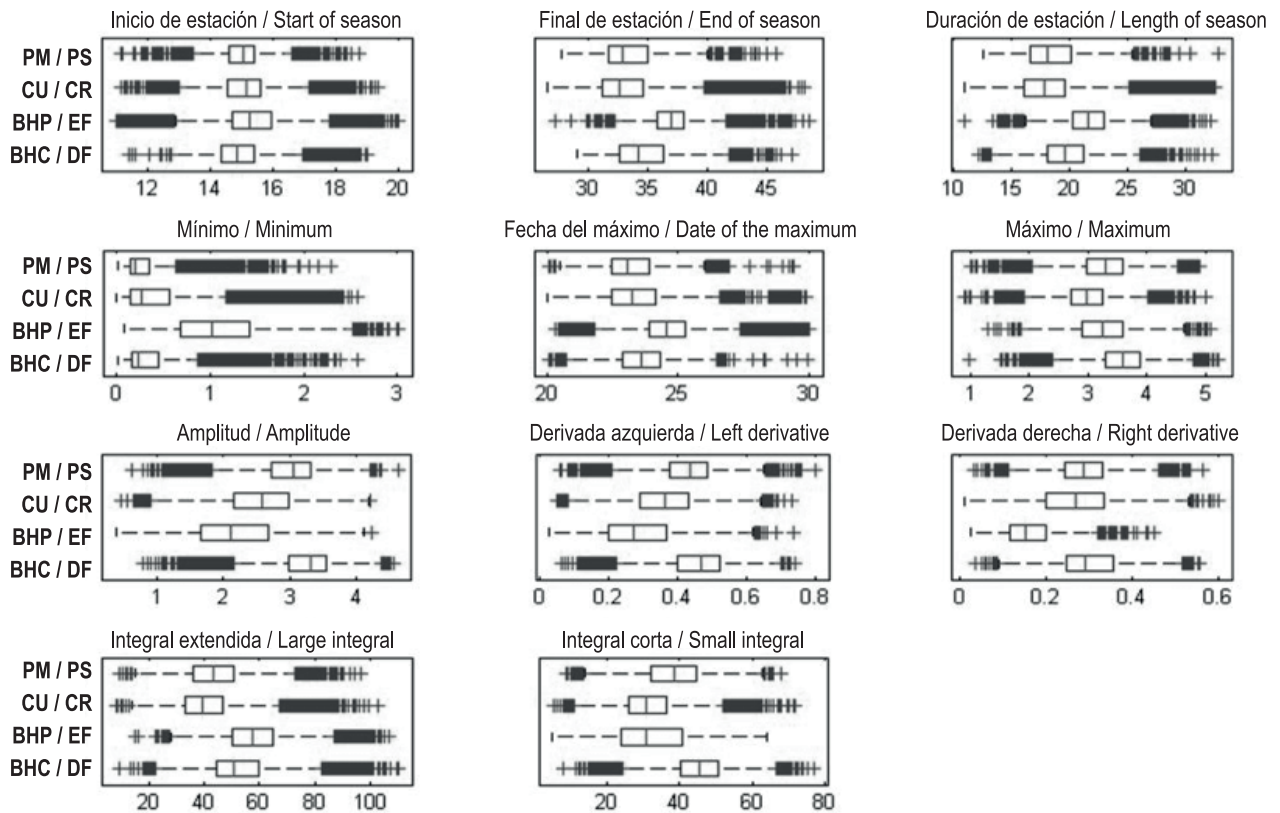 Inicio de estación / Start of season
Final de estación / End of season
Duración de estación / Length of season
PM / PS
CU / CR
BHP / EF
BHC / DF
12 14 16 18 20
30 35 40 45
10 15 20 25 30
Mínimo / Minimum
Fecha del máximo / Date of the maximum
Máximo / Maximum
PM / PS
CU / CR
BHP / EF
BHC / DF
0 1 2 3
20 25 30
1 2 3 4 5
Amplitud / Amplitude
Derivada azquierda / Left derivative
Derivada derecha / Right derivative
PM / PS
CU / CR
BHP / EF
BHC / DF
1 2 3 4
0 0.2 0.4 0.6 0.8
0 0.2 0.4 0.6
Integral extendida / Large integral
Integral corta / Small integral
PM / PS
CU / CR
BHP / EF
BHC / DF
20 40 60 80 100
20 40 60 80